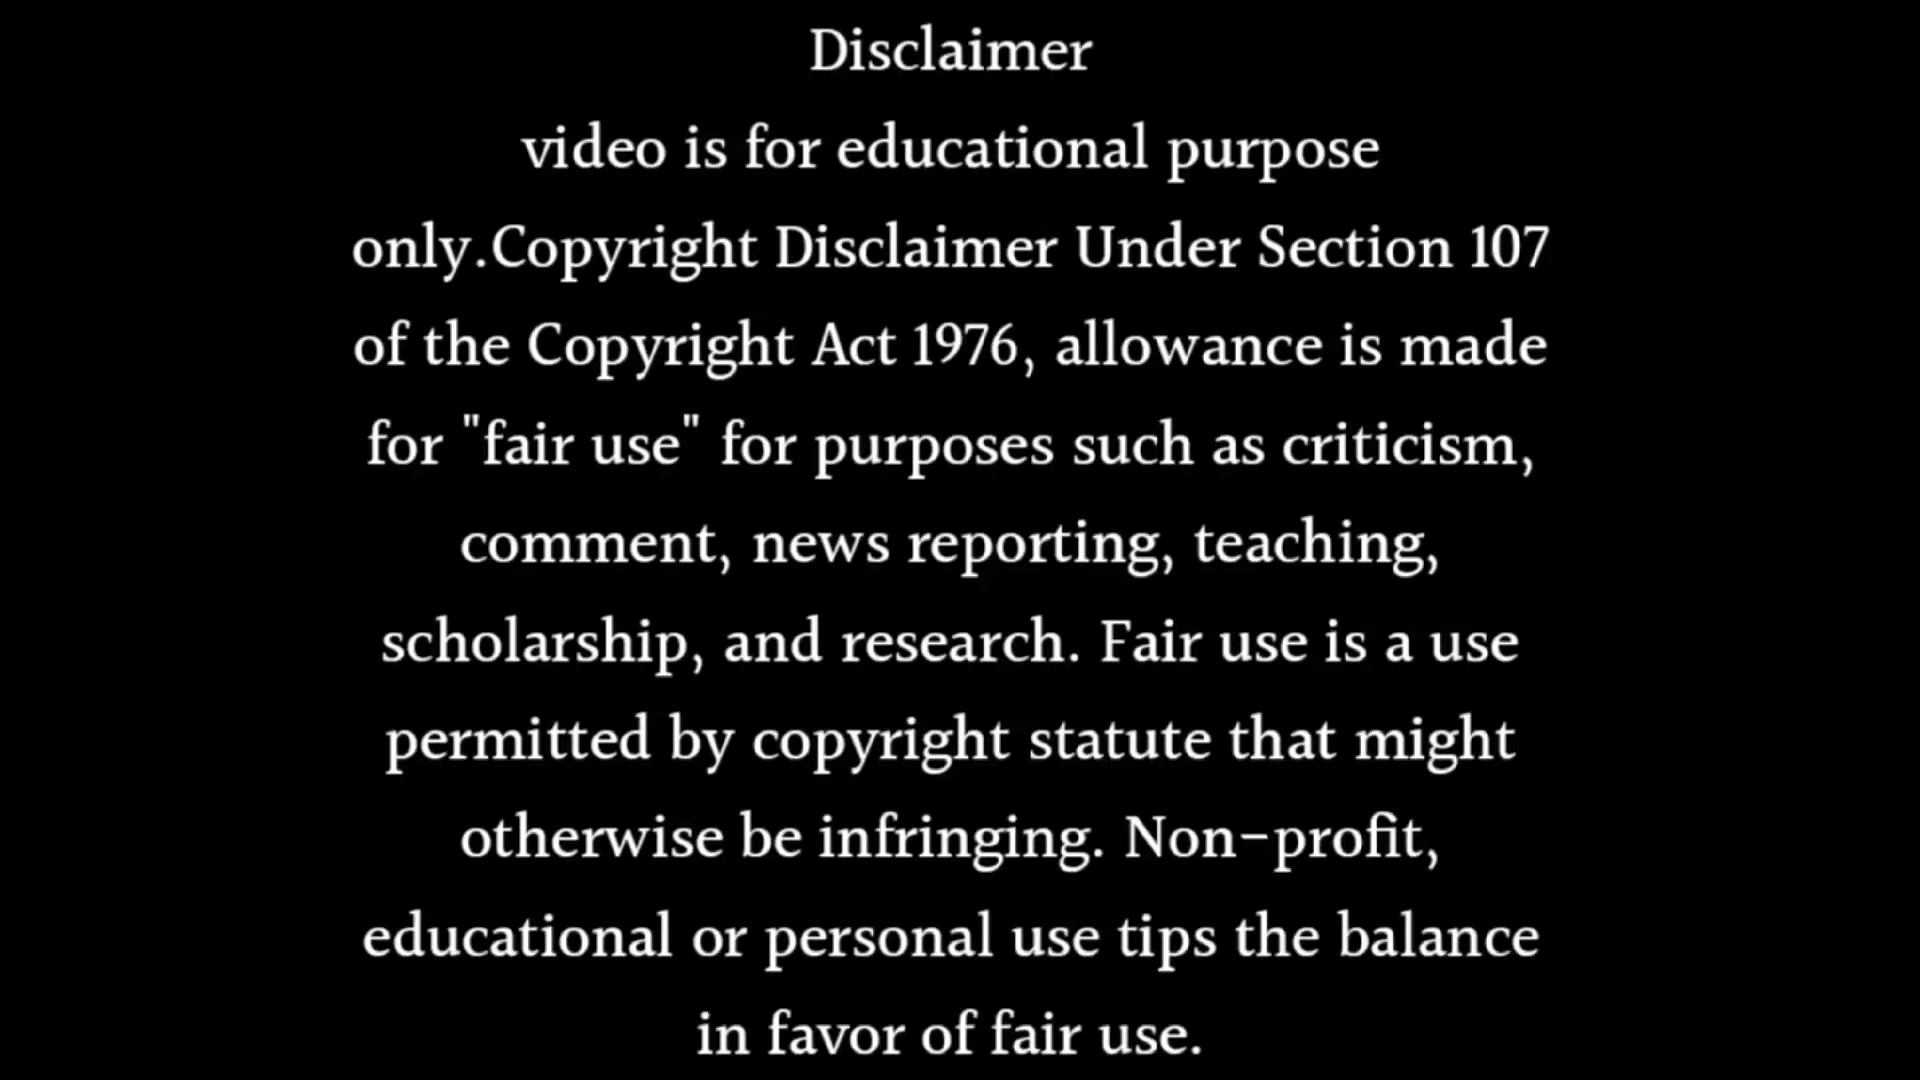 Disclaimer
video is for educational purpose
only.Copyright Disclaimer Under Section 107
of the Copyright Act 1976, allowance is made
for "fair use" for purposes such as criticism,
comment, news reporting, teaching,
scholarship, and research. Fair use is a use
permitted by copyright statute that might
otherwise be infringing. Non-profit,
educational or personal use tips the balance
in favor of fair use.